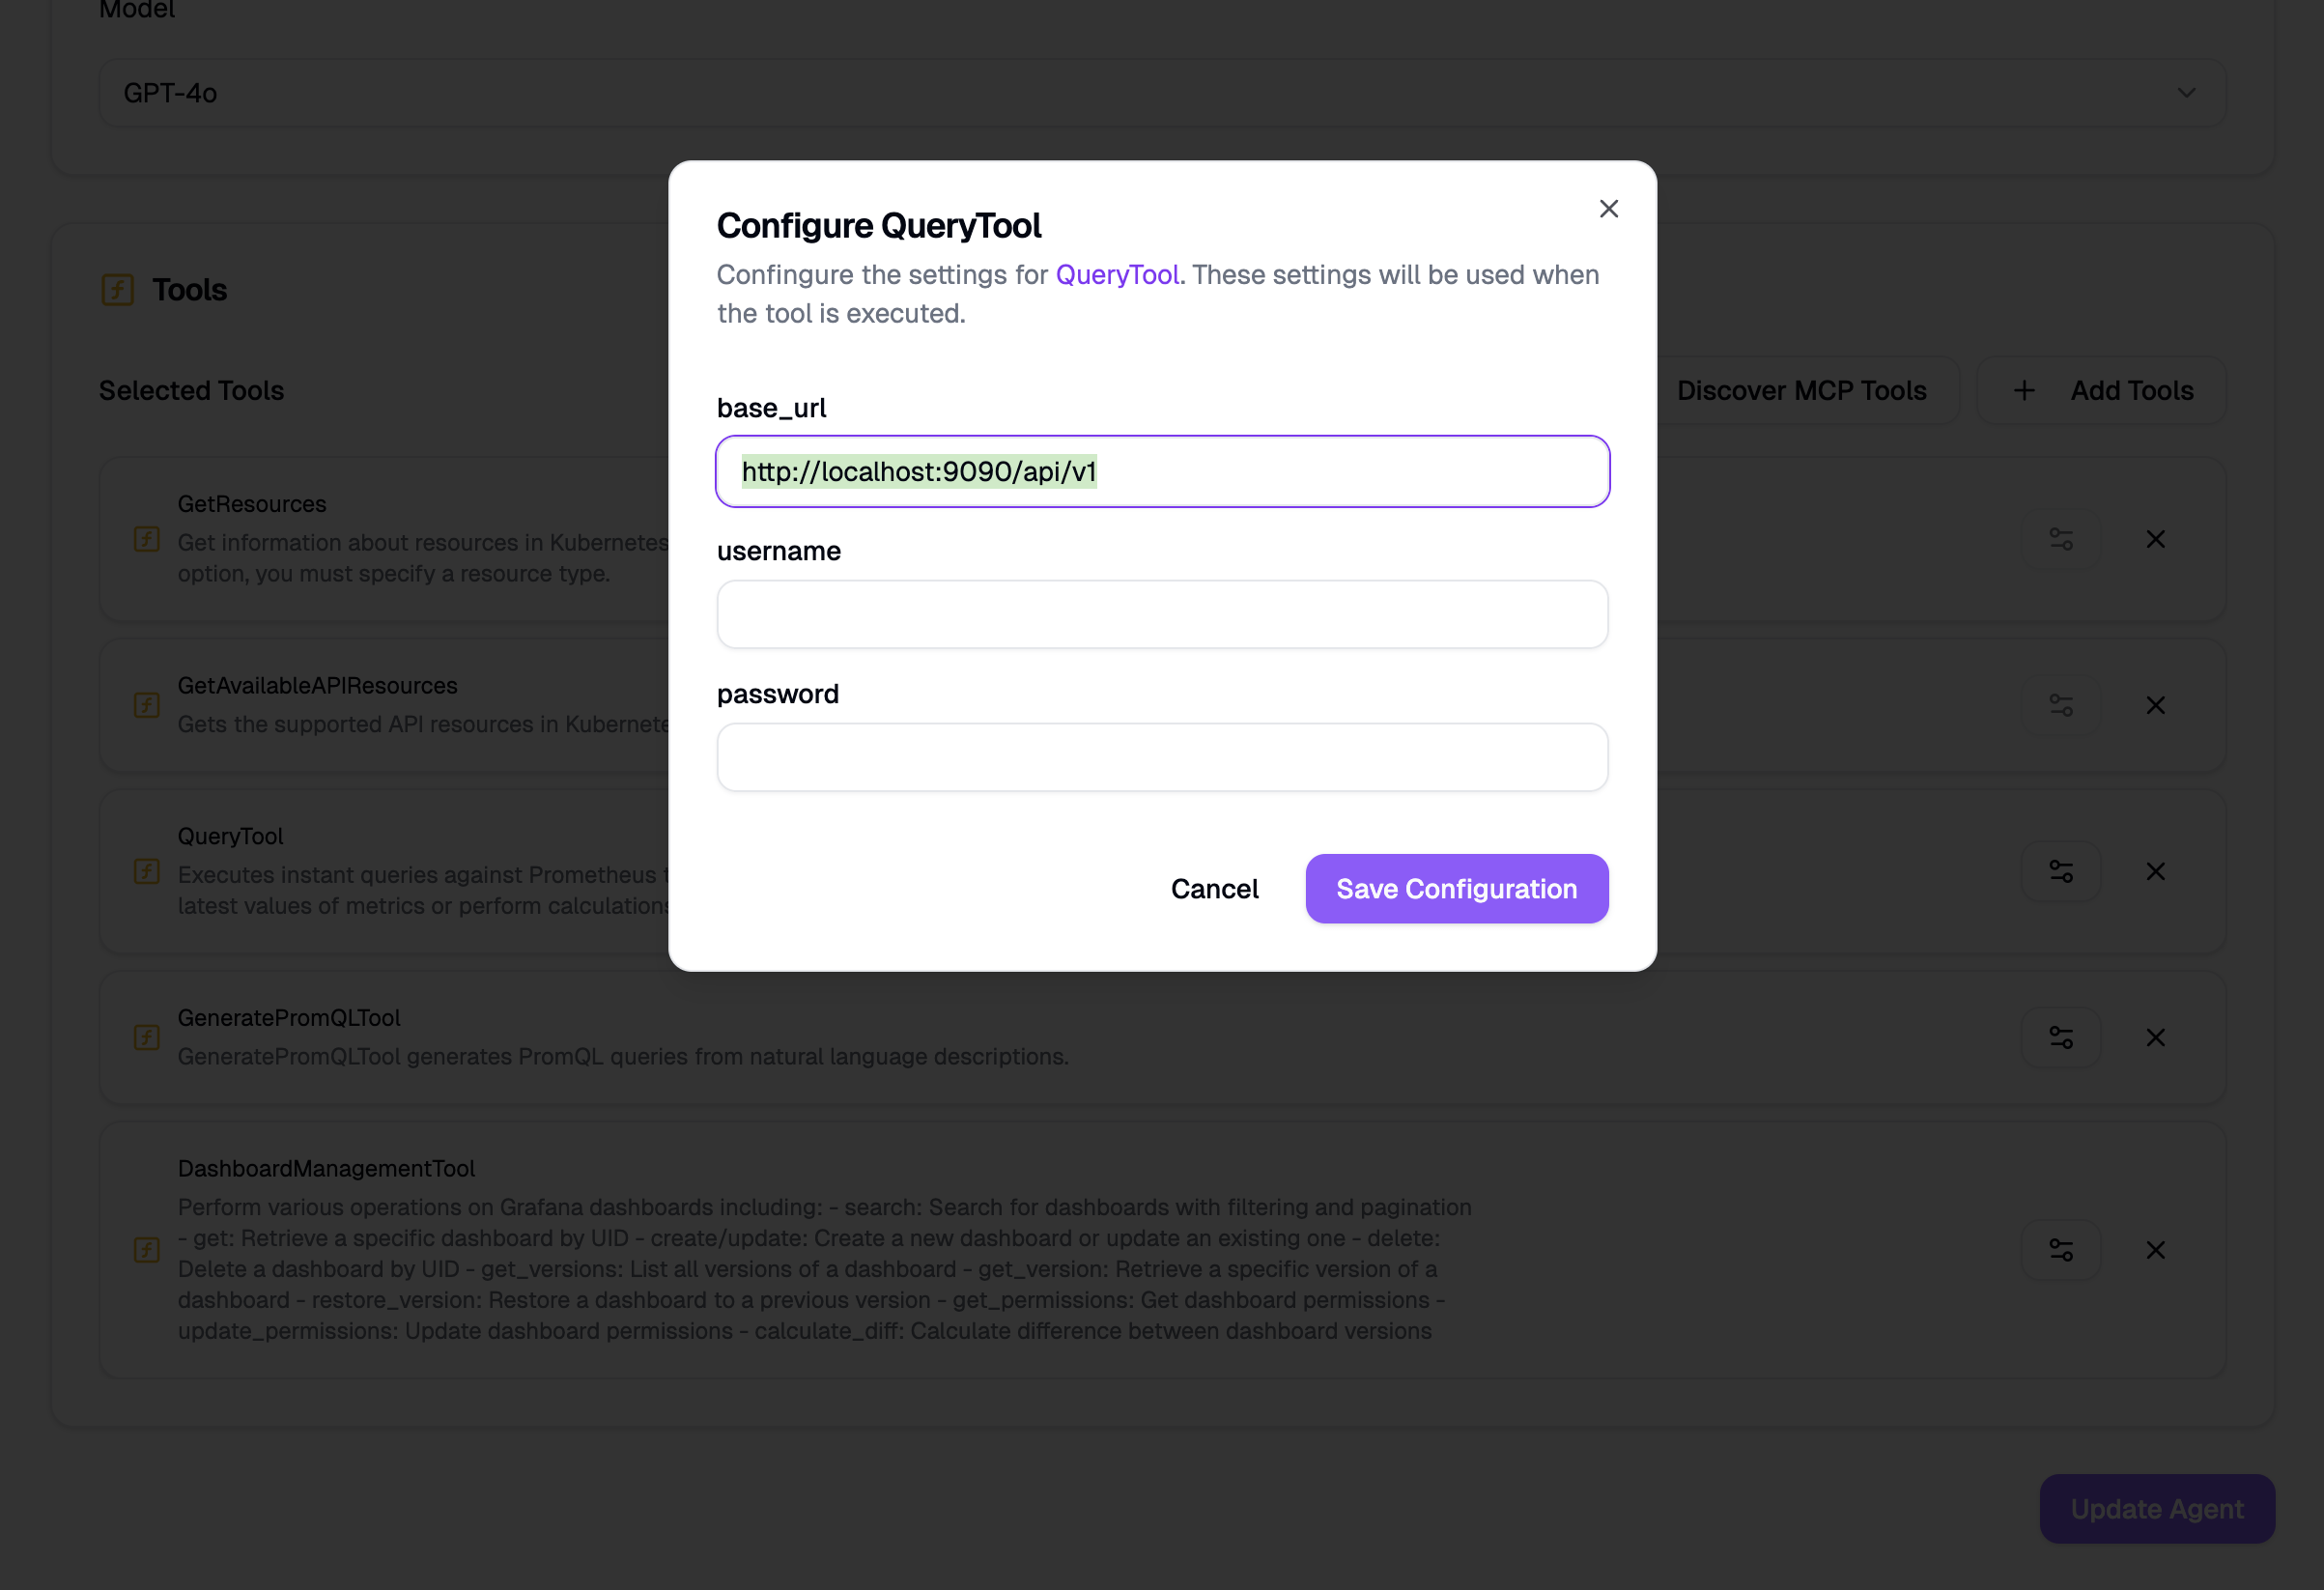 Model
GPT-4o
Configure QueryTool
Confingure the settings for QueryTool. These settings will be used when
the tool is executed.
Tools
Selected Tools
Discover MCP Tools
Add Tools
base_url
http://localhost:9090/api/v1
username
password
Cancel
Save Configuration
GetResources
Get information about resources in Kubernetes
option, you must specify a resource type.
GetAvailableAPIResources
Gets the supported API resources in Kubernete
QueryTool
Executes instant queries against Prometheus t
latest values of metrics or perform calculations
GeneratePromQLTool
GeneratePromQLTool generates PromQL queries from natural language descriptions.
DashboardManagementTool
Perform various operations on Grafana dashboards including: - search: Search for dashboards with filtering and pagination
- get: Retrieve a specific dashboard by UID - create/update: Create a new dashboard or update an existing one - delete:
Delete a dashboard by UID - get_versions: List all versions of a dashboard - get_version: Retrieve a specific version of a
dashboard - restore_version: Restore a dashboard to a previous version - get_permissions: Get dashboard permissions -
update_permissions: Update dashboard permissions - calculate_diff: Calculate difference between dashboard versions
Update Agent